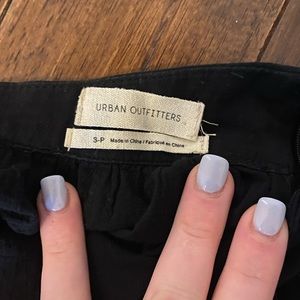 URBAN OUTFITTERS
S-P Made in China / Fabriqué en Chine